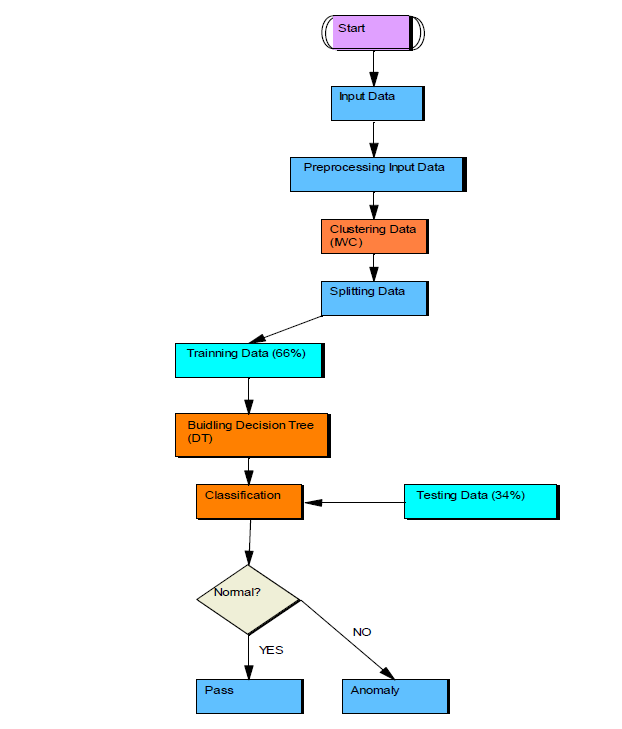 Start
Input Data
Preprocessing Input Data
Clustering Data
(IWC)
Splitting Data
Trainning Data (66%)
Buidling Decision Tree
(DT)
Classification
Testing Data (34%)
Normal?
NO
YES
Pass
Anomaly